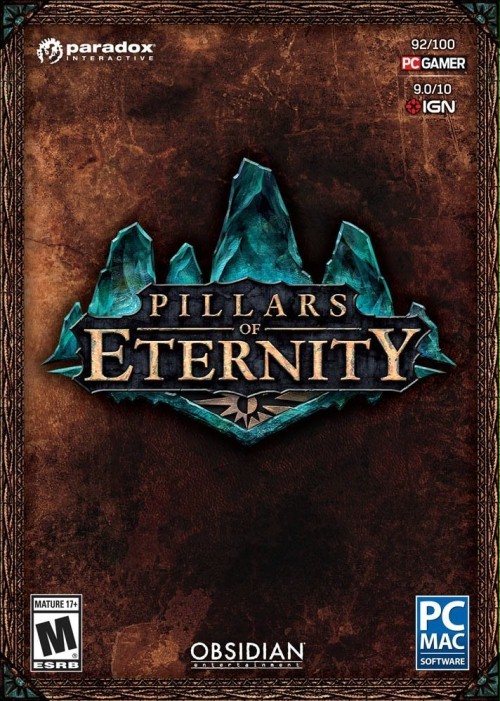 paradox
INTERACTIVE
92/100
PC GAMER
9.0/10
IGN
PILLARS
OF
ETERNITY
MATURE 17+
M
ESRB
OBSIDIAN
entertainment
PC
MAC
SOFTWARE